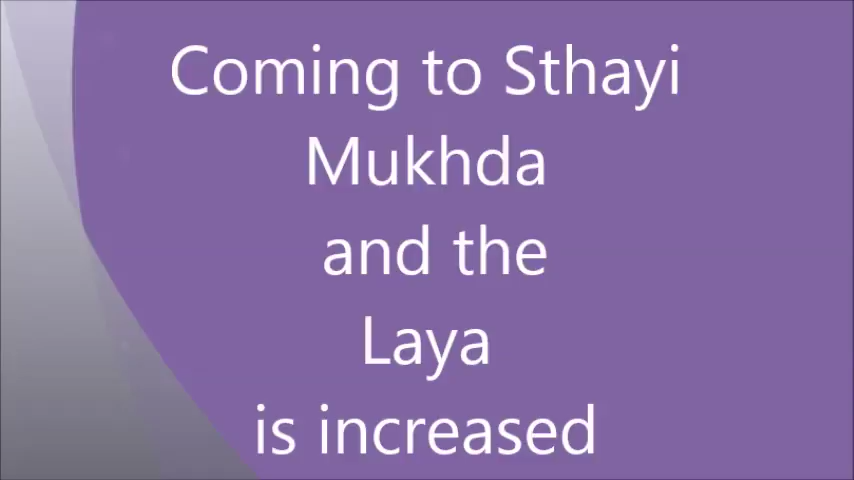 Coming to Sthayi
Mukhda
and the
Laya
is increased